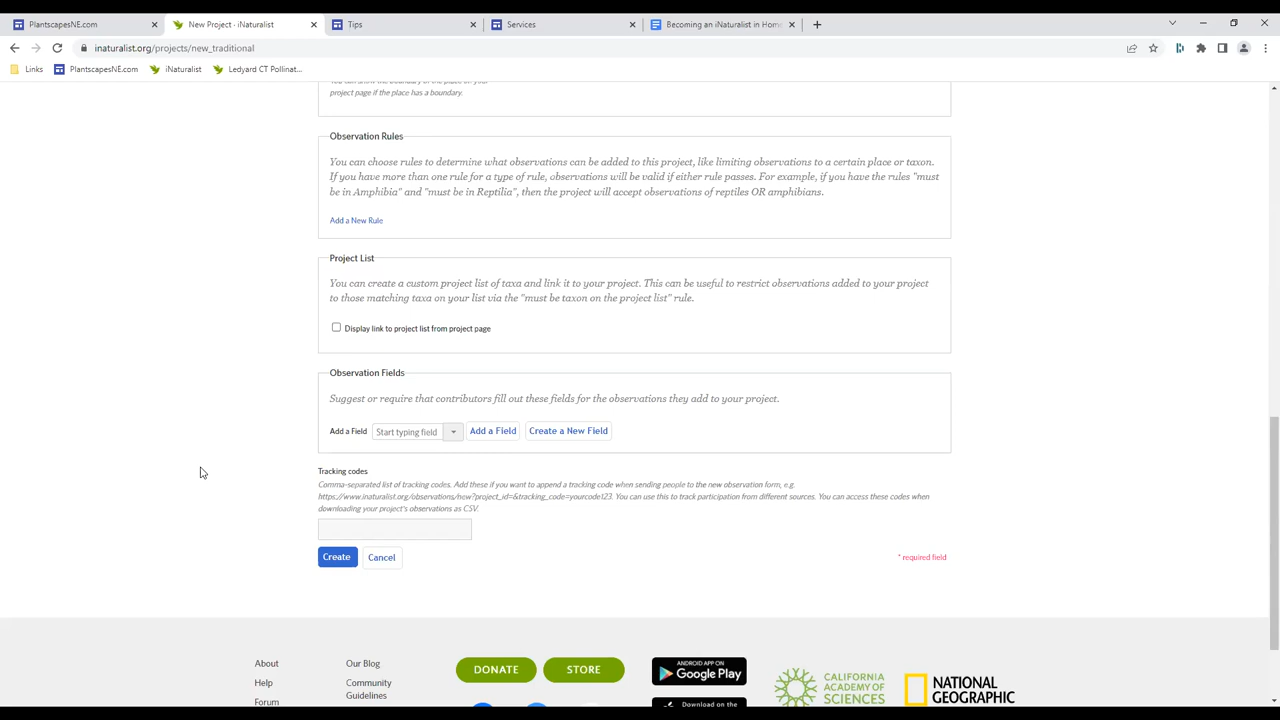 PlantscapesNE.com
New Project · iNaturalist
Tips
Services
Becoming an iNaturalist in Hom
inaturalist.org/projects/new_traditional
Links
PlantscapesNE.com
iNaturalist
Ledyard CT Pollinat...
project page if the place has a boundary.
Observation Rules
You can choose rules to determine what observations can be added to this project, like limiting observations to a certain place or taxon.
If you have more than one rule for a type of rule, observations will be valid if either rule passes. For example, if you have the rules "must
be in Amphibia" and "must be in Reptilia", then the project will accept observations of reptiles OR amphibians.
Add a New Rule
Project List
You can create a custom project list of taxa and link it to your project. This can be useful to restrict observations added to your project
to those matching taxa on your list via the "must be taxon on the project list" rule.
Display link to project list from project page
Observation Fields
Suggest or require that contributors fill out these fields for the observations they add to your project.
Add a Field Start typing field Add a Field Create a New Field
Tracking codes
Comma-separated list of tracking codes. Add these if you want to append a tracking code when sending people to the new observation form, e.g.
https://www.inaturalist.org/observations/new?project_id=&tracking_code=yourcode123. You can use this to track participation from different sources. You can access these codes when
downloading your project's observations as CSV.
Create Cancel * required field
About
Our Blog
DONATE
STORE
ANDROID APP ON
Google Play
Help
Community
Guidelines
Forum
Download on the
CALIFORNIA
ACADEMY OF
SCIENCES
NATIONAL
GEOGRAPHIC